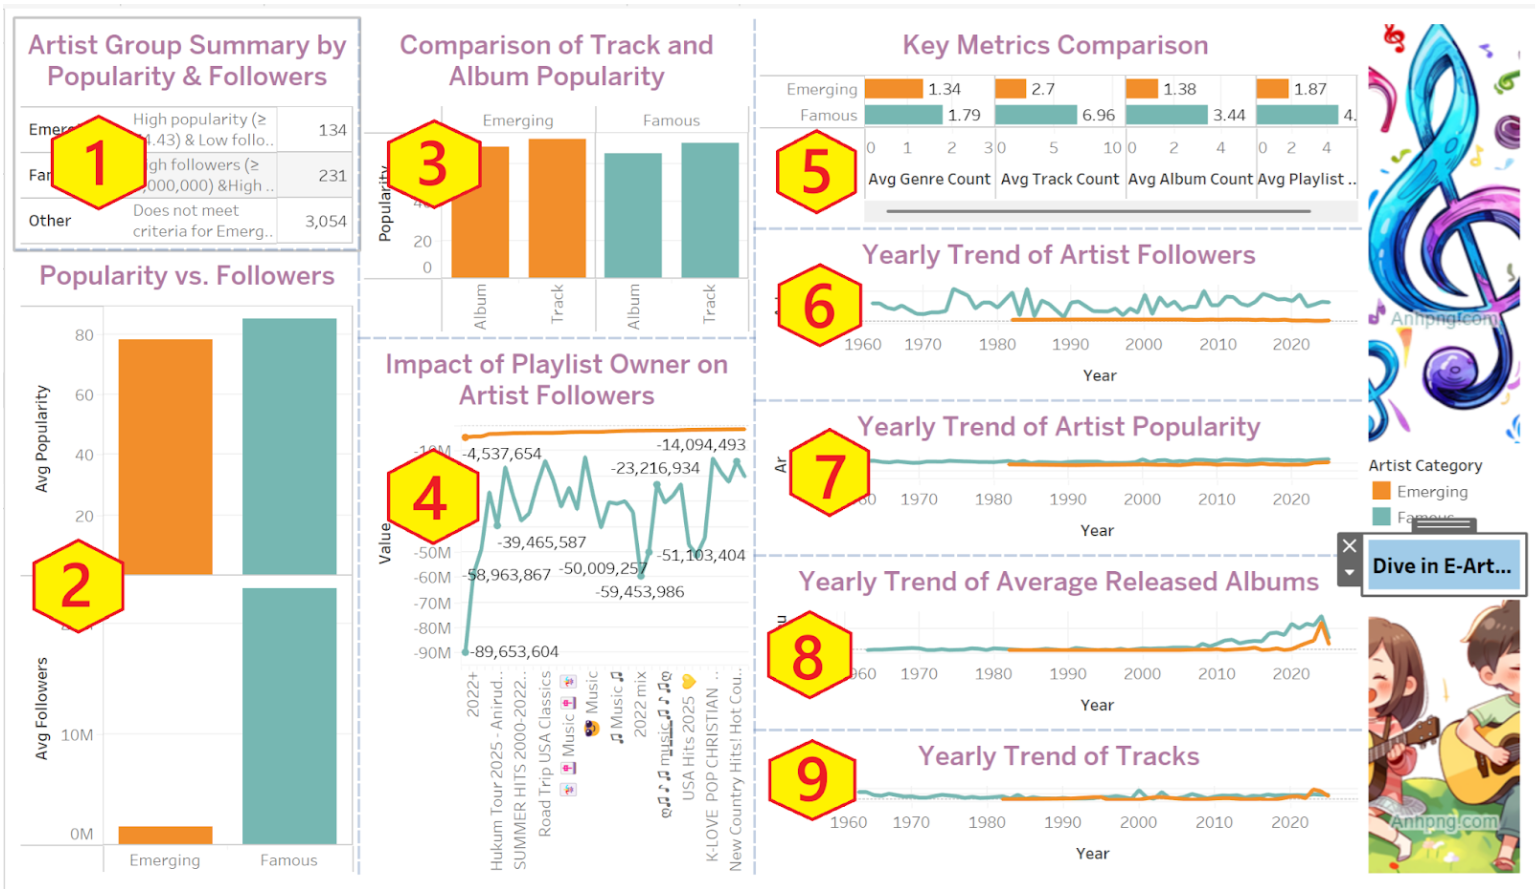 Artist Group Summary by
Popularity & Followers
High popularity (≥
4.43) & Low follo..
134
1
followers (≥
,000,000) &High ..
231
Other
Does not meet
criteria for Emerg..
3,054
Popularity vs. Followers
Avg Popularity
80
60
40
20
2
Avg Followers
10M
0M
Emerging
Famous
Comparison of Track and
Album Popularity
Emerging
Famous
3
Popularity
20
0
Album
Track
Album
Track
Impact of Playlist Owner on
Artist Followers
-4,537,654
-14,094,493
-23,216,934
4
Value
-39,465,587
-50M
-51,103,404
-58,963,867
-50,009,257
-60M
-59,453,986
-70M
-80M
-90M
-89,653,604
2022+
Hukum Tour 2025 - Anirud..
SUMMER HITS 2000-2022..
Road Trip USA Classics
Music
😎 Music
♫ Music ♫
2022 mix
ღ♫ ♪ ♪ music ♫ ♪ ♫ღ
USA Hits 2025 💛
K-LOVE POP CHRISTIAN ..
New Country Hits! Hot Cou..
Key Metrics Comparison
Emerging
1.34
2.7
1.38
1.87
Famous
1.79
6.96
3.44
4.
0
1
2
3
0
5
10
0
2
4
0
2
4
5
Avg Genre Count
Avg Track Count
Avg Album Count
Avg Playlist ..
Yearly Trend of Artist Followers
6
1960
1970
1980
1990
2000
2010
2020
Year
Yearly Trend of Artist Popularity
Ar
7
1970
1980
1990
2000
2010
2020
Year
Yearly Trend of Average Released Albums
8
1970
1980
1990
2000
2010
2020
Year
Yearly Trend of Tracks
9
1960
1970
1980
1990
2000
2010
2020
Year
Anhpng.com
Artist Category
Emerging
Famous
Dive in E-Art...
Anhpng.com